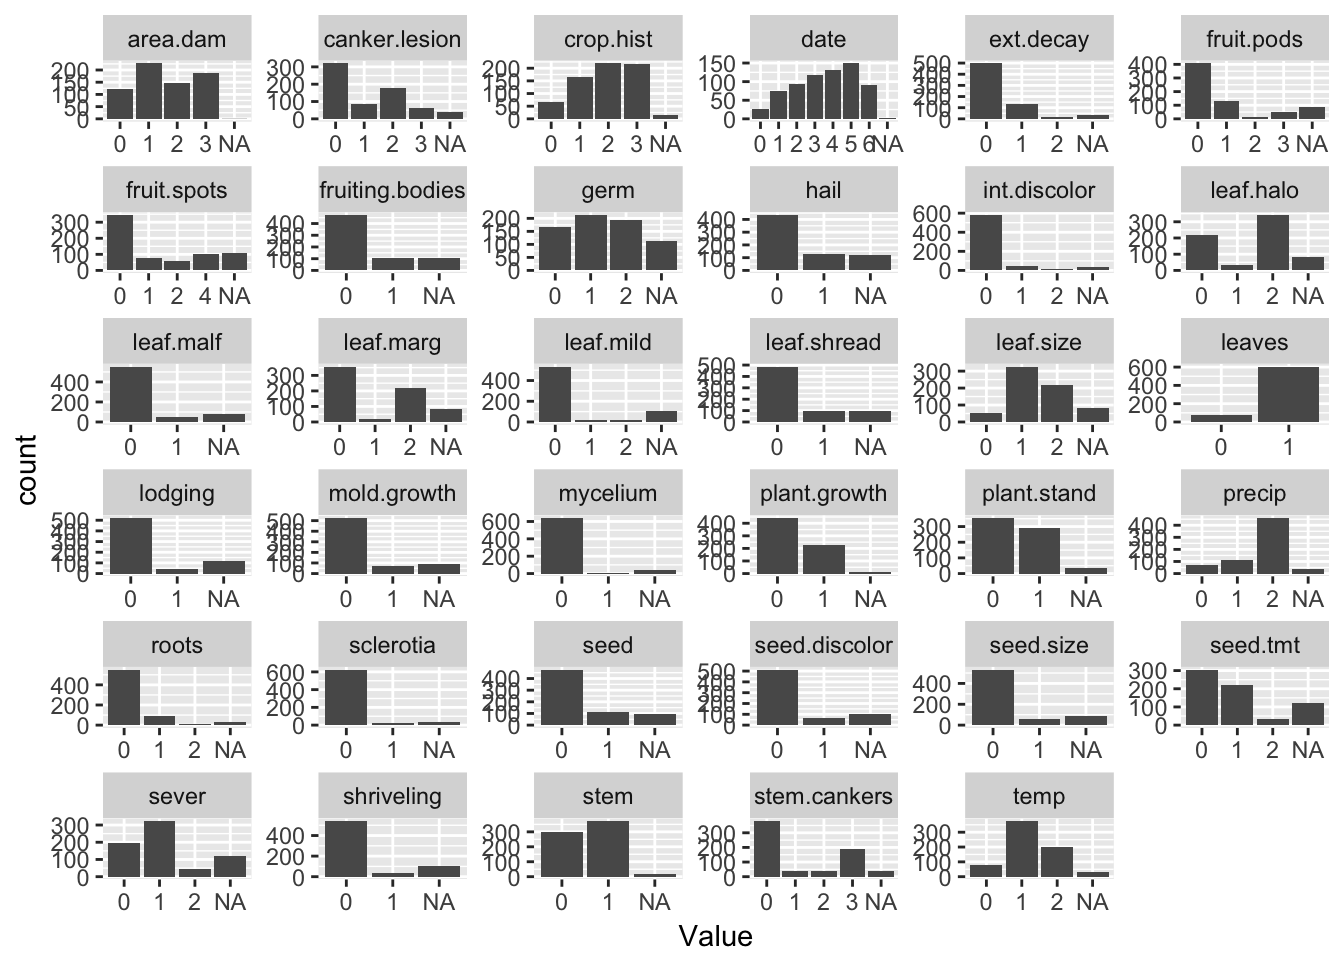 area.dam canker.lesion crop.hist date ext.decay fruit.pods
200 150 100 50 0 300 200 100 0 200 150 100 50 0 150 100 50 0 500 400 300 200 100 0 400 300 200 100 0
0 1 2 3 NA 0 1 2 3 NA 0 1 2 3 NA 0 1 2 3 4 5 6 NA 0 1 2 NA 0 1 2 3 NA
fruit.spots fruiting.bodies germ hail int.discolor leaf.halo
300 200 100 0 400 300 200 100 0 200 150 100 50 0 400 300 200 100 0 600 400 200 0 300 200 100 0
0 1 2 4 NA 0 1 NA 0 1 2 NA 0 1 NA 0 1 2 NA 0 1 2 NA
leaf.malf leaf.marg leaf.mild leaf.shread leaf.size leaves
400 200 0 300 200 100 0 400 200 0 500 400 300 200 100 0 300 200 100 0 600 400 200 0
0 1 NA 0 1 2 NA 0 1 2 NA 0 1 NA 0 1 2 NA 0 1
count
lodging mold.growth mycelium plant.growth plant.stand precip
500 400 300 200 100 0 500 400 300 200 100 0 600 400 200 0 400 300 200 100 0 300 200 100 0 400 300 200 100 0
0 1 NA 0 1 NA 0 1 NA 0 1 NA 0 1 NA 0 1 2 NA
roots sclerotia seed seed.discolor seed.size seed.tmt
400 200 0 600 400 200 0 400 300 200 100 0 500 400 300 200 100 0 400 200 0 300 200 100 0
0 1 2 NA 0 1 NA 0 1 NA 0 1 NA 0 1 NA 0 1 2 NA
sever shriveling stem stem.cankers temp
300 200 100 0 400 200 0 300 200 100 0 300 200 100 0 300 200 100 0
0 1 2 NA 0 1 NA 0 1 NA 0 1 2 3 NA 0 1 2 NA
Value